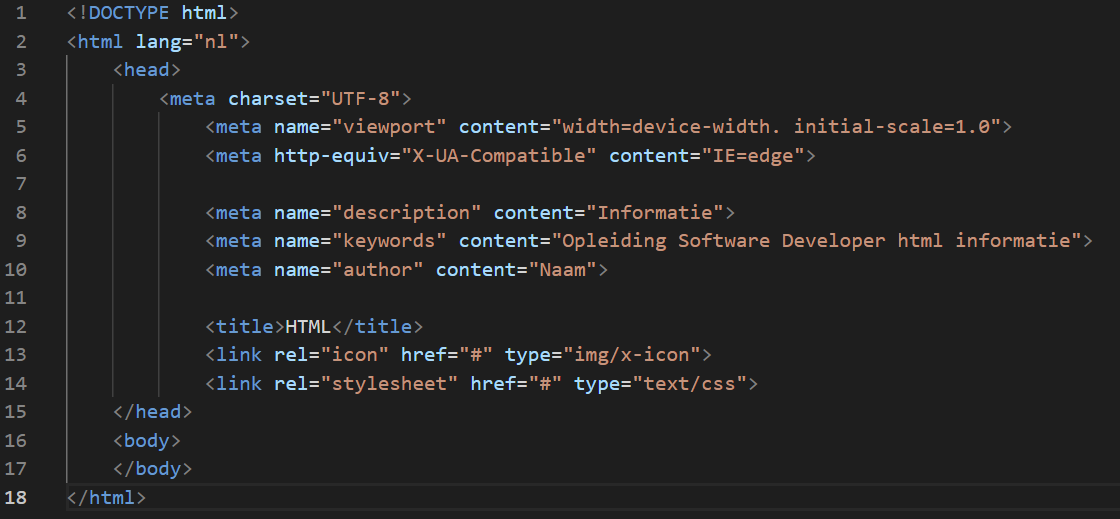 1 <!DOCTYPE html>
2 <html lang="nl">
3 <head>
4 <meta charset="UTF-8">
5 <meta name="viewport" content="width=device-width. initial-scale=1.0">
6 <meta http-equiv="X-UA-Compatible" content="IE=edge">
7
8 <meta name="description" content="Informatie">
9 <meta name="keywords" content="Opleiding Software Developer html informatie">
10 <meta name="author" content="Naam">
11
12 <title>HTML</title>
13 <link rel="icon" href="#" type="img/x-icon">
14 <link rel="stylesheet" href="#" type="text/css">
15 </head>
16 <body>
17 </body>
18 </html>